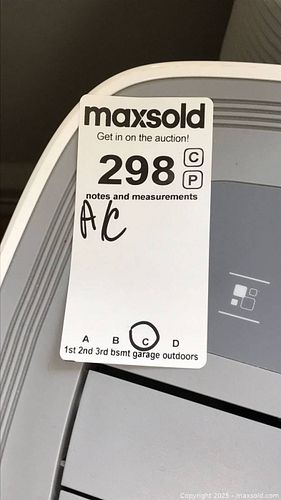 maxsold
Get in on the auction!
298 C
P
notes and measurements
A/C
A B C D
1st 2nd 3rd bsmt garage outdoors
Copyright 2025 - maxsold.com